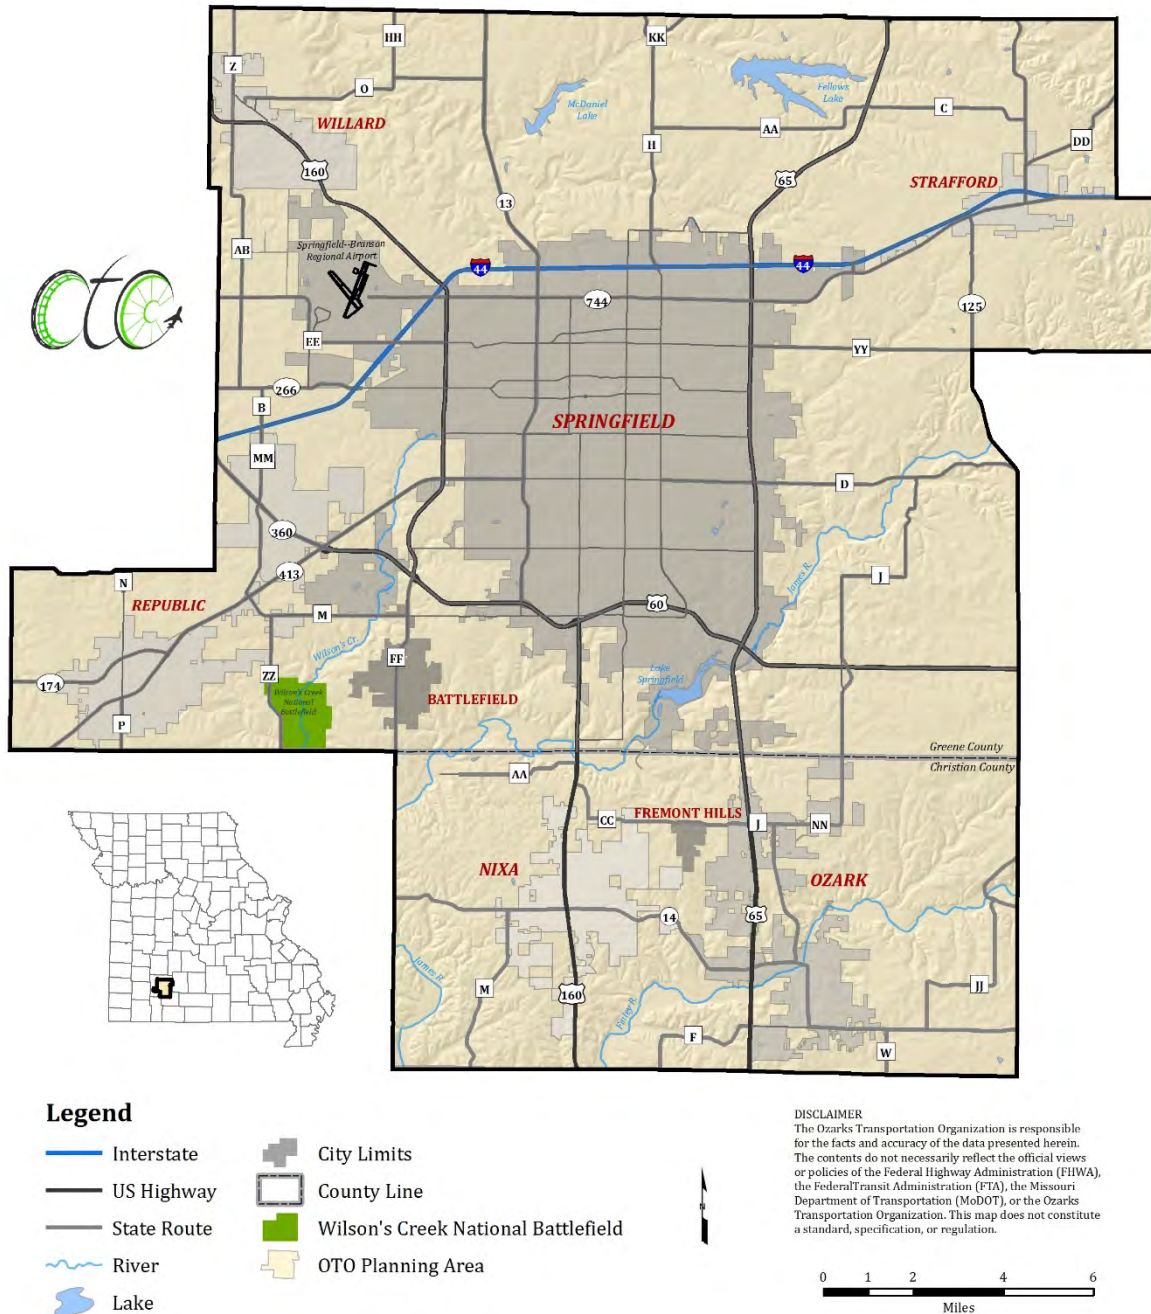 HH
KK
Z
O
McDaniel
Lake
Fellows
Lake
C
WILLARD
AA
H
DD
160
65
STRAFFORD
13
AB
Springfield--Branson
Regional Airport
44
44
744
125
EE
YY
266
B
SPRINGFIELD
MM
D
360
413
James R.
J
N
REPUBLIC
60
M
Wilson's Cr.
FF
174
ZZ
Lake
Springfield
Wilson's Creek
National
Battlefield
BATTLEFIELD
P
Greene County
Christian County
AA
CC
FREMONT HILLS
J
NN
NIXA
OZARK
14
65
James R.
M
160
Finley R.
JJ
F
W
Legend
Interstate
US Highway
State Route
River
Lake
City Limits
County Line
Wilson's Creek National Battlefield
OTO Planning Area
N
DISCLAIMER
The Ozarks Transportation Organization is responsible
for the facts and accuracy of the data presented herein.
The contents do not necessarily reflect the official views
or policies of the Federal Highway Administration (FHWA),
the FederalTransit Administration (FTA), the Missouri
Department of Transportation (MoDOT), or the Ozarks
Transportation Organization. This map does not constitute
a standard, specification, or regulation.
0 1 2 4 6
Miles